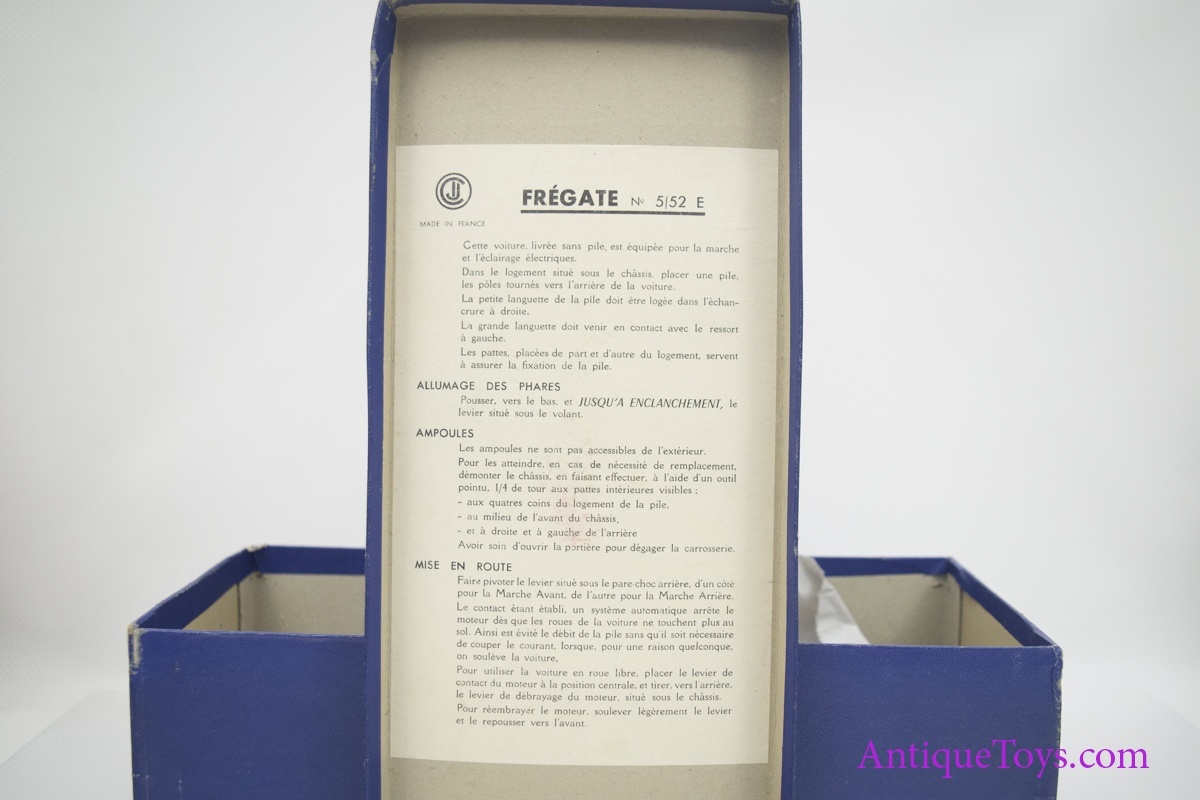 JC
MADE IN FRANCE
FRÉGATE No 5/52 E
Cette voiture, livrée sans pile, est équipée pour la marche
et l'éclairage électriques.
Dans le logement situé sous le châssis, placer une pile,
les pôles tournés vers l'arrière de la voiture.
La petite languette de la pile doit être logée dans l'échan-
crure à droite.
La grande languette doit venir en contact avec le ressort
à gauche.
Les pattes, placées de part et d'autre du logement, servent
à assurer la fixation de la pile.
ALLUMAGE DES PHARES
Pousser, vers le bas, et JUSQU'A ENCLANCHEMENT, le
levier situé sous le volant.
AMPOULES
Les ampoules ne sont pas accessibles de l'extérieur.
Pour les atteindre, en cas de nécessité de remplacement,
démonter le châssis, en faisant effectuer, à l'aide d'un outil
pointu, 1/4 de tour aux pattes intérieures visibles :
- aux quatres coins du logement de la pile,
- au milieu de l'avant du châssis,
- et à droite et à gauche de l'arrière
Avoir soin d'ouvrir la portière pour dégager la carrosserie.
MISE EN ROUTE
Faire pivoter le levier situé sous le pare-choc arrière, d'un côté
pour la Marche Avant, de l'autre pour la Marche Arrière.
Le contact étant établi, un système automatique arrête le
moteur dès que les roues de la voiture ne touchent plus au
sol. Ainsi est évité le débit de la pile sans qu'il soit nécessaire
de couper le courant, lorsque, pour une raison quelconque,
on soulève la voiture.
Pour utiliser la voiture en roue libre, placer le levier de
contact du moteur à la position centrale, et tirer, vers l'arrière,
le levier de débrayage du moteur, situé sous le châssis.
Pour réembrayer le moteur, soulever légèrement le levier
et le repousser vers l'avant.
AntiqueToys.com